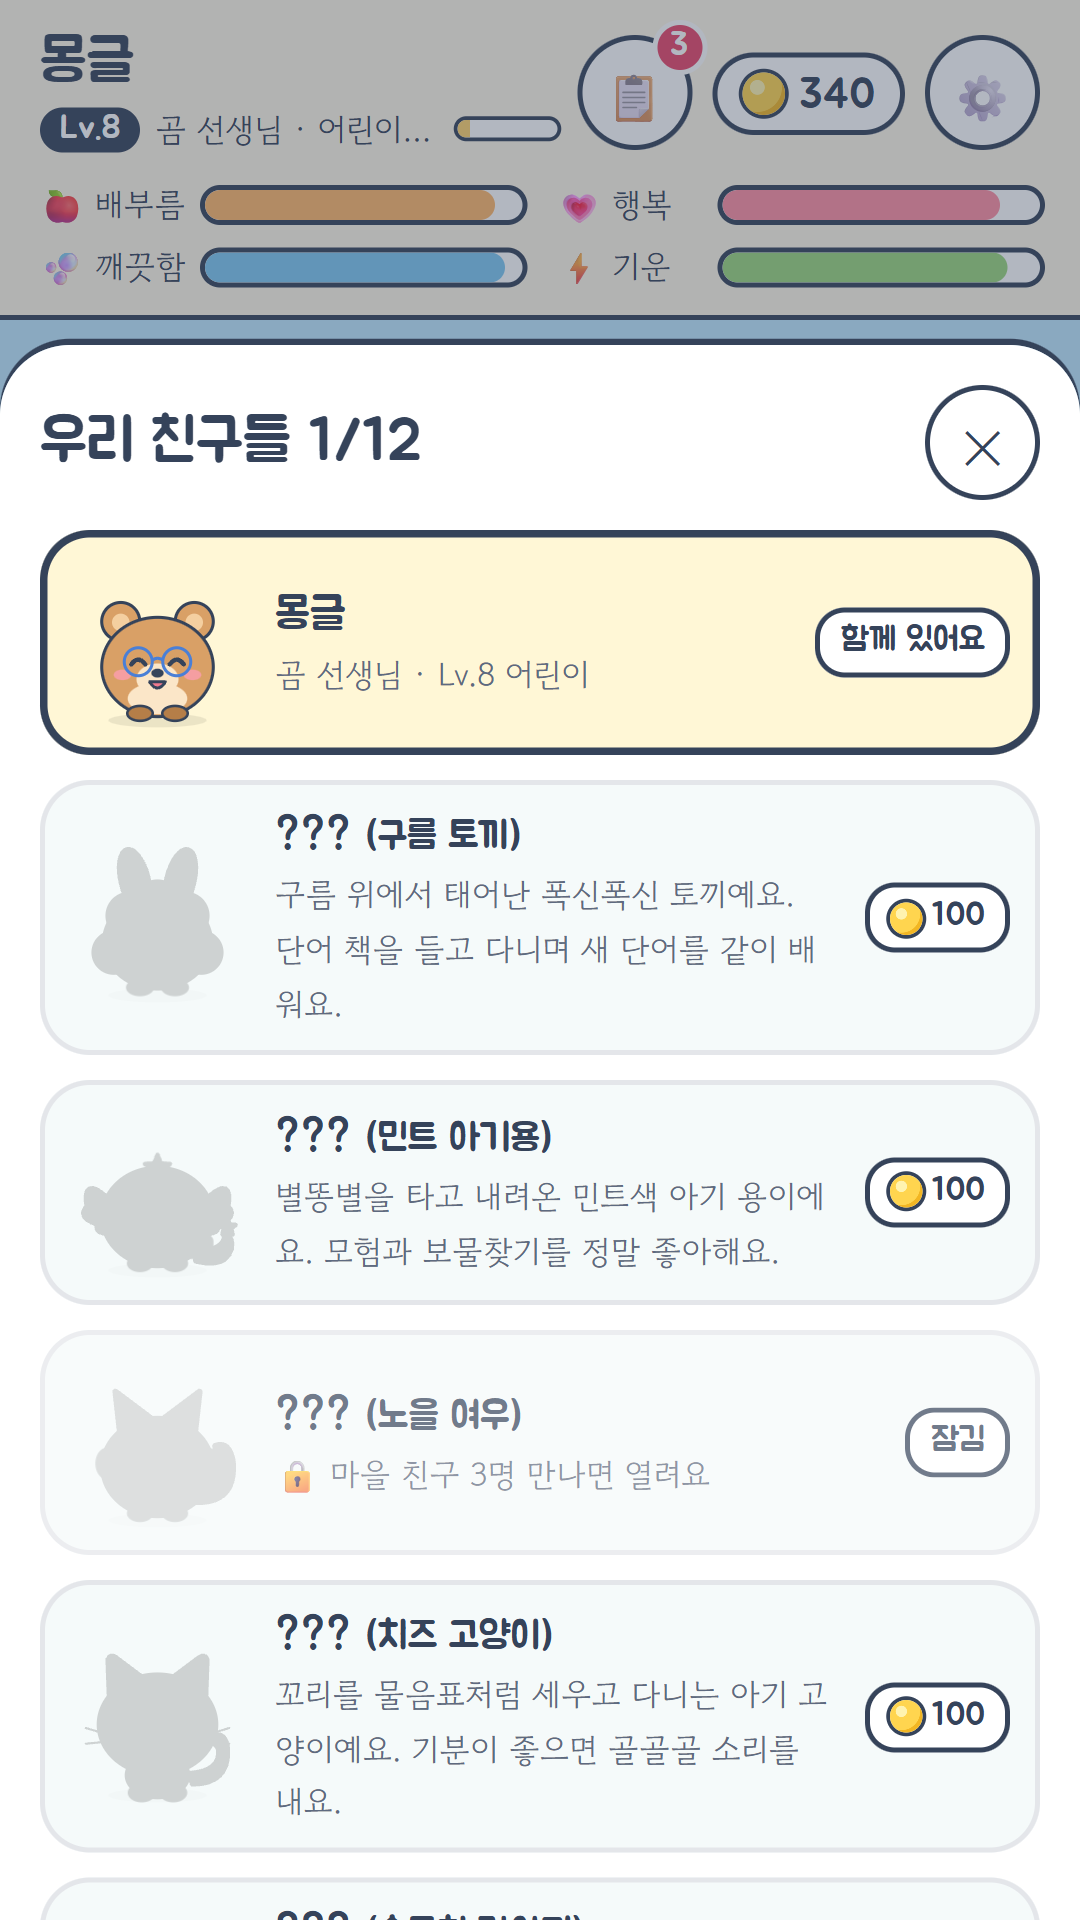 몽글
3
340
Lv.8 곰 선생님 · 어린이...
배부름
행복
깨끗함
기운
우리 친구들 1/12
몽글
곰 선생님 · Lv.8 어린이
함께 있어요
??? (구름 토끼)
구름 위에서 태어난 폭신폭신 토끼예요.
단어 책을 들고 다니며 새 단어를 같이 배
워요.
100
??? (민트 아기용)
별똥별을 타고 내려온 민트색 아기 용이에
요. 모험과 보물찾기를 정말 좋아해요.
100
??? (노을 여우)
마을 친구 3명 만나면 열려요
잠김
??? (치즈 고양이)
꼬리를 물음표처럼 세우고 다니는 아기 고
양이예요. 기분이 좋으면 골골골 소리를
내요.
100